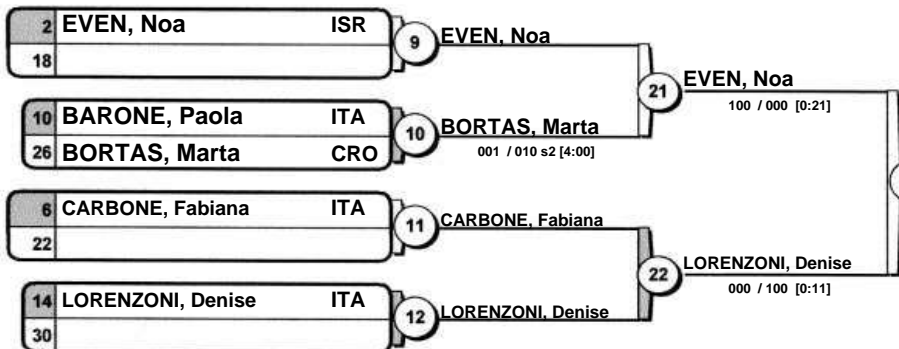 2 EVEN, Noa ISR
18
9 EVEN, Noa
10 BARONE, Paola ITA
26 BORTAS, Marta CRO
10 BORTAS, Marta
001 / 010 s2 [4:00]
21 EVEN, Noa
100 / 000 [0:21]
6 CARBONE, Fabiana ITA
22
11 CARBONE, Fabiana
14 LORENZONI, Denise ITA
30
12 LORENZONI, Denise
22 LORENZONI, Denise
000 / 100 [0:11]